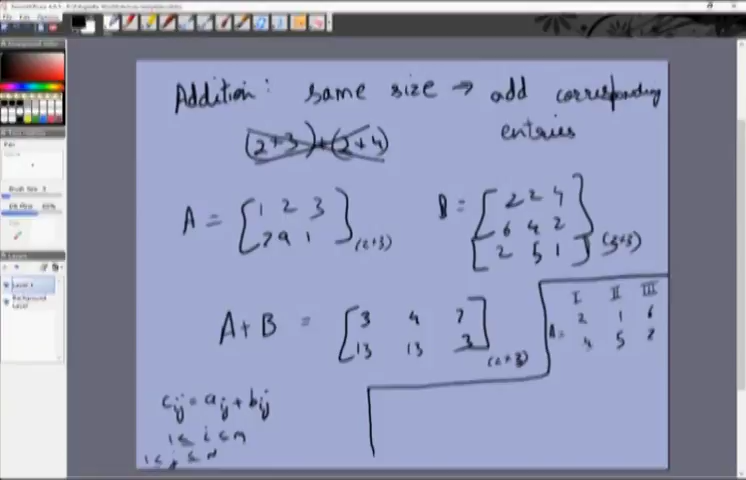 Addition: same size → add corresponding
entries
(2+3)+(2+4)
A = [1 2 3
7 9 1](2×3)
B = [2 2 4
6 4 2
2 5 1](3×3)
A+B = [3 4 7
13 13 3](2×3)
I II III
2 1 6
A=
4 5 2
cij = aij + bij
1 ≤ i ≤ m
1 ≤ j ≤ n